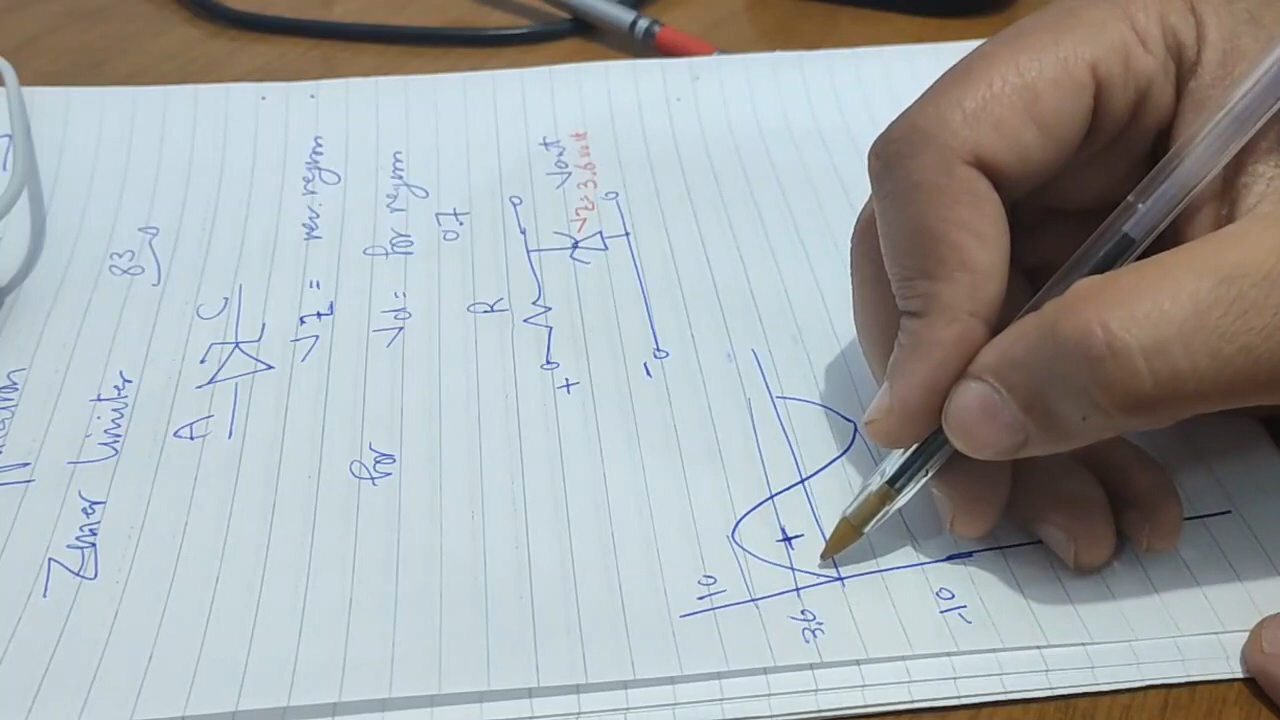 Zener limiter
83
A C
VZ = rev. region
for Vd = for region
0.7
R
+
-
Vout
VZ = 3.6 volt
10
+
3.6
-10